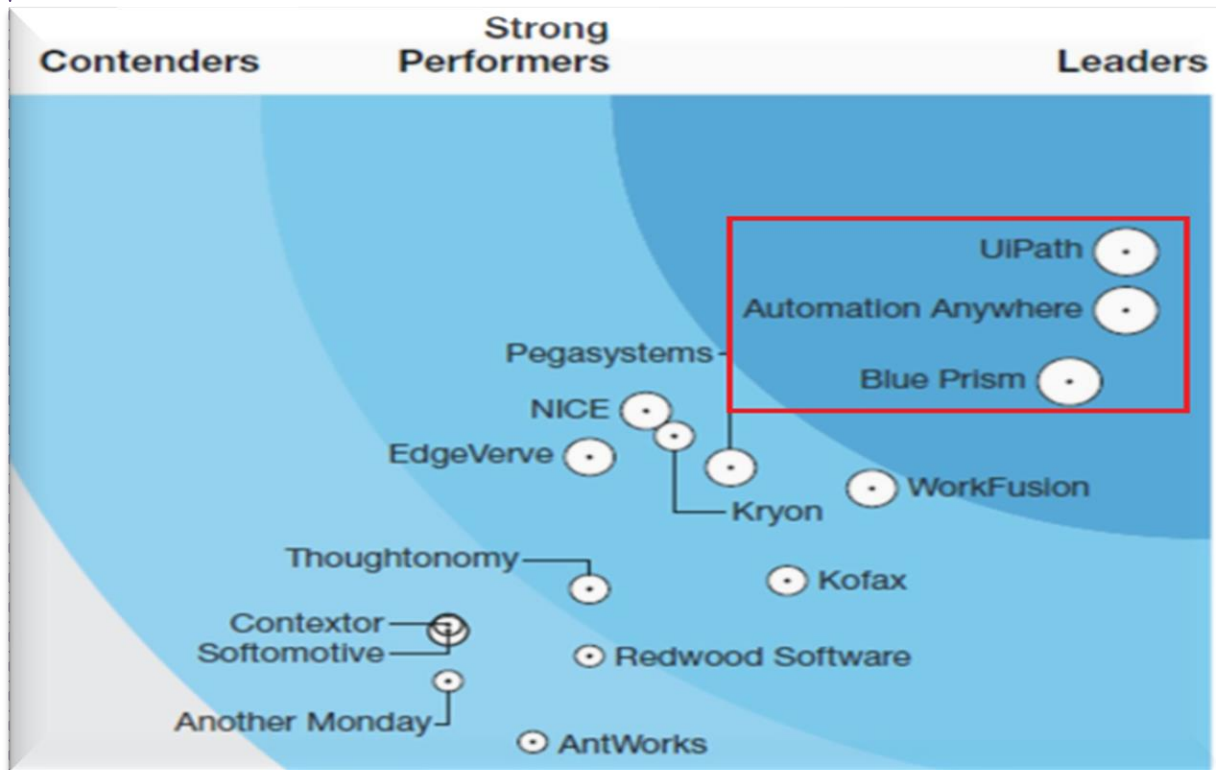 Strong
Contenders Performers Leaders
UiPath
Automation Anywhere
Pegasystems
Blue Prism
NICE
EdgeVerve
WorkFusion
Kryon
Thoughtonomy
Kofax
Contextor
Softomotive
Redwood Software
Another Monday
AntWorks